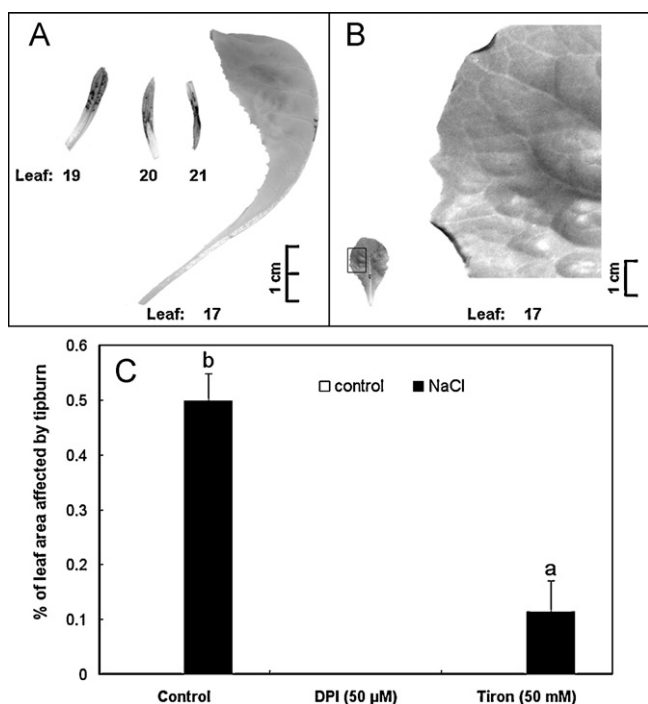 A
Leaf: 19 20 21
1 cm
Leaf: 17
B
1 cm
Leaf: 17
C
% of leaf area affected by tipburn
0.6
0.5
0.4
0.3
0.2
0.1
0
control NaCl
b
a
Control DPI (50 µM) Tiron (50 mM)